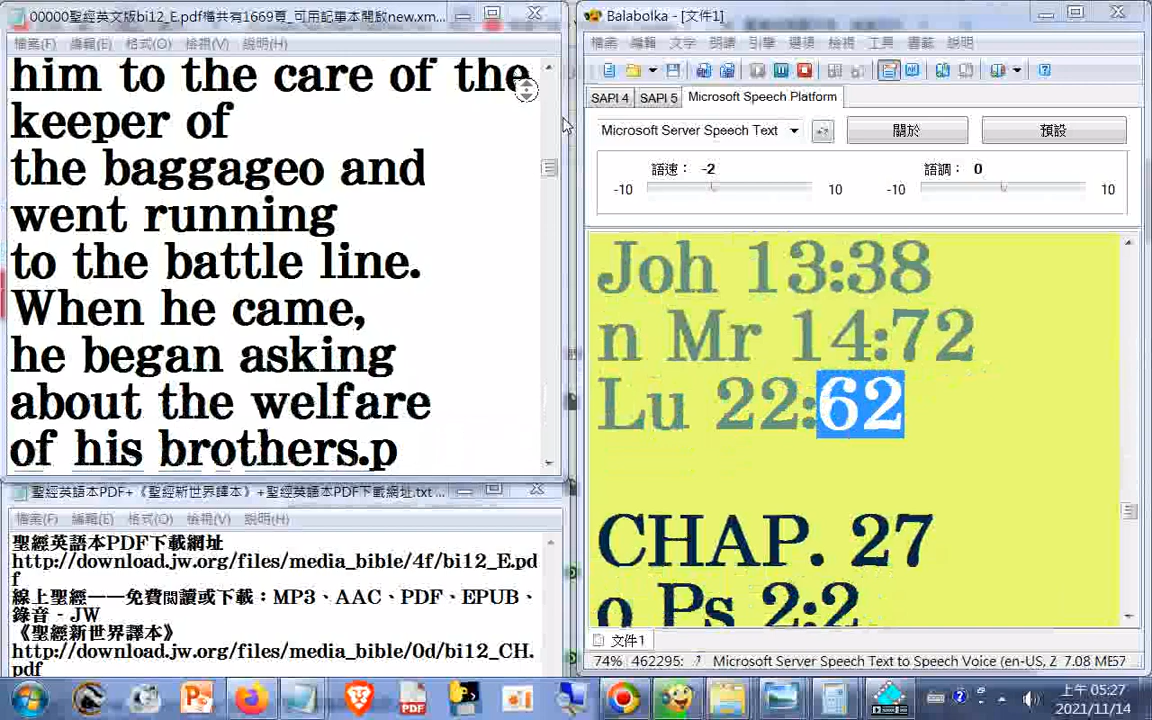 00000聖經英文版bi12_E.pdf檔共有1669頁_可用記事本開啟new.xm...
檔案(F) 編輯(E) 格式(O) 檢視(V) 說明(H)
him to the care of the
keeper of
the baggageo and
went running
to the battle line.
When he came,
he began asking
about the welfare
of his brothers.p
聖經英語本PDF+《聖經新世界譯本》+聖經英語本PDF下載網址.txt ...
檔案(F) 編輯(E) 格式(O) 檢視(V) 說明(H)
聖經英語本PDF下載網址
http://download.jw.org/files/media_bible/4f/bi12_E.pd
f
線上聖經——免費閱讀或下載：MP3、AAC、PDF、EPUB、
錄音 - JW
《聖經新世界譯本》
http://download.jw.org/files/media_bible/0d/bi12_CH.
pdf
Balabolka - [文件1]
檔案 編輯 文字 朗讀 引擎 選項 檢視 工具 書籤 說明
SAPI 4 SAPI 5 Microsoft Speech Platform
Microsoft Server Speech Text 關於 預設
語速： -2 語調： 0
-10 10 -10 10
Joh 13:38
n Mr 14:72
Lu 22:62
CHAP. 27
o Ps 2:2
文件1
74% 462295: Microsoft Server Speech Text to Speech Voice (en-US, Z 7.08 ME57
上午 05:27
2021/11/14